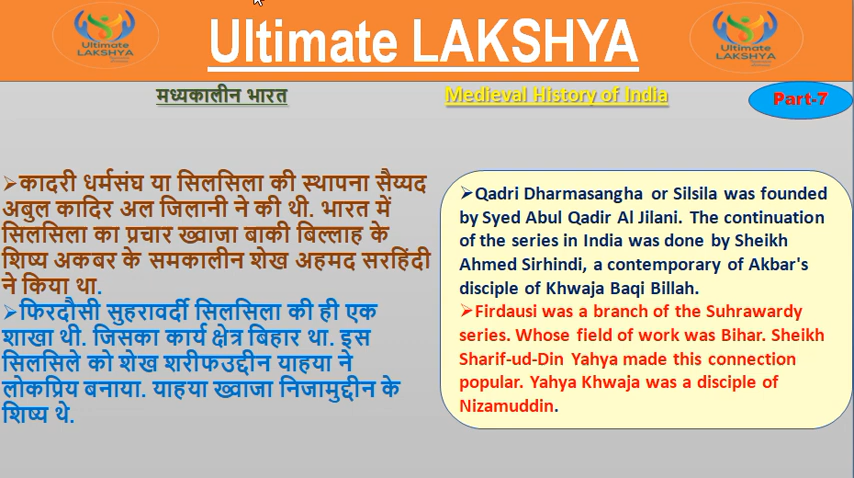 Ultimate LAKSHYA
Ultimate
LAKSHYA
Ultimate
LAKSHYA
मध्यकालीन भारत
Medieval History of India
Part-7
➢कादरी धर्मसंघ या सिलसिला की स्थापना सैय्यद
अबुल कादिर अल जिलानी ने की थी. भारत में
सिलसिला का प्रचार ख्वाजा बाकी बिल्लाह के
शिष्य अकबर के समकालीन शेख अहमद सरहिंदी
ने किया था.
➢फिरदौसी सुहरावर्दी सिलसिला की ही एक
शाखा थी. जिसका कार्य क्षेत्र बिहार था. इस
सिलसिले को शेख शरीफउद्दीन याहया ने
लोकप्रिय बनाया. याहया ख्वाजा निजामुद्दीन के
शिष्य थे.
➢Qadri Dharmasangha or Silsila was founded
by Syed Abul Qadir Al Jilani. The continuation
of the series in India was done by Sheikh
Ahmed Sirhindi, a contemporary of Akbar's
disciple of Khwaja Baqi Billah.
➢Firdausi was a branch of the Suhrawardy
series. Whose field of work was Bihar. Sheikh
Sharif-ud-Din Yahya made this connection
popular. Yahya Khwaja was a disciple of
Nizamuddin.